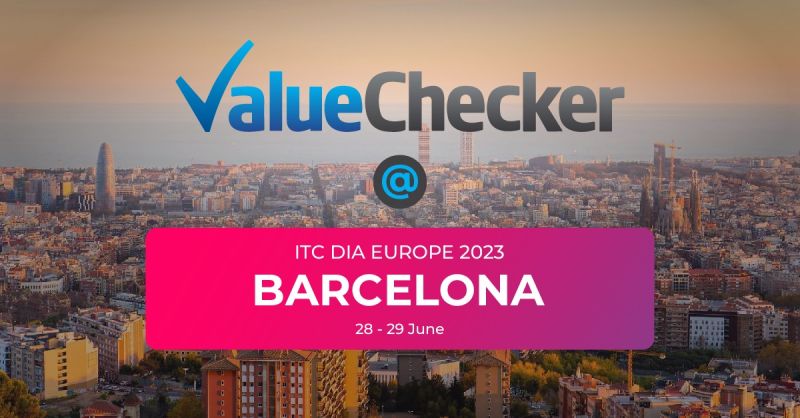 ValueChecker
@
ITC DIA EUROPE 2023
BARCELONA
28 - 29 June